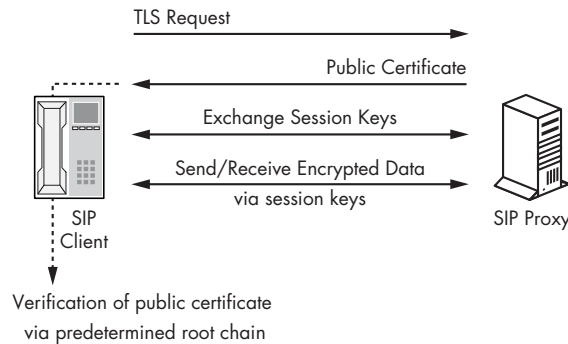 TLS Request
Public Certificate
Exchange Session Keys
Send/Receive Encrypted Data
via session keys
SIP
Client
SIP Proxy
Verification of public certificate
via predetermined root chain